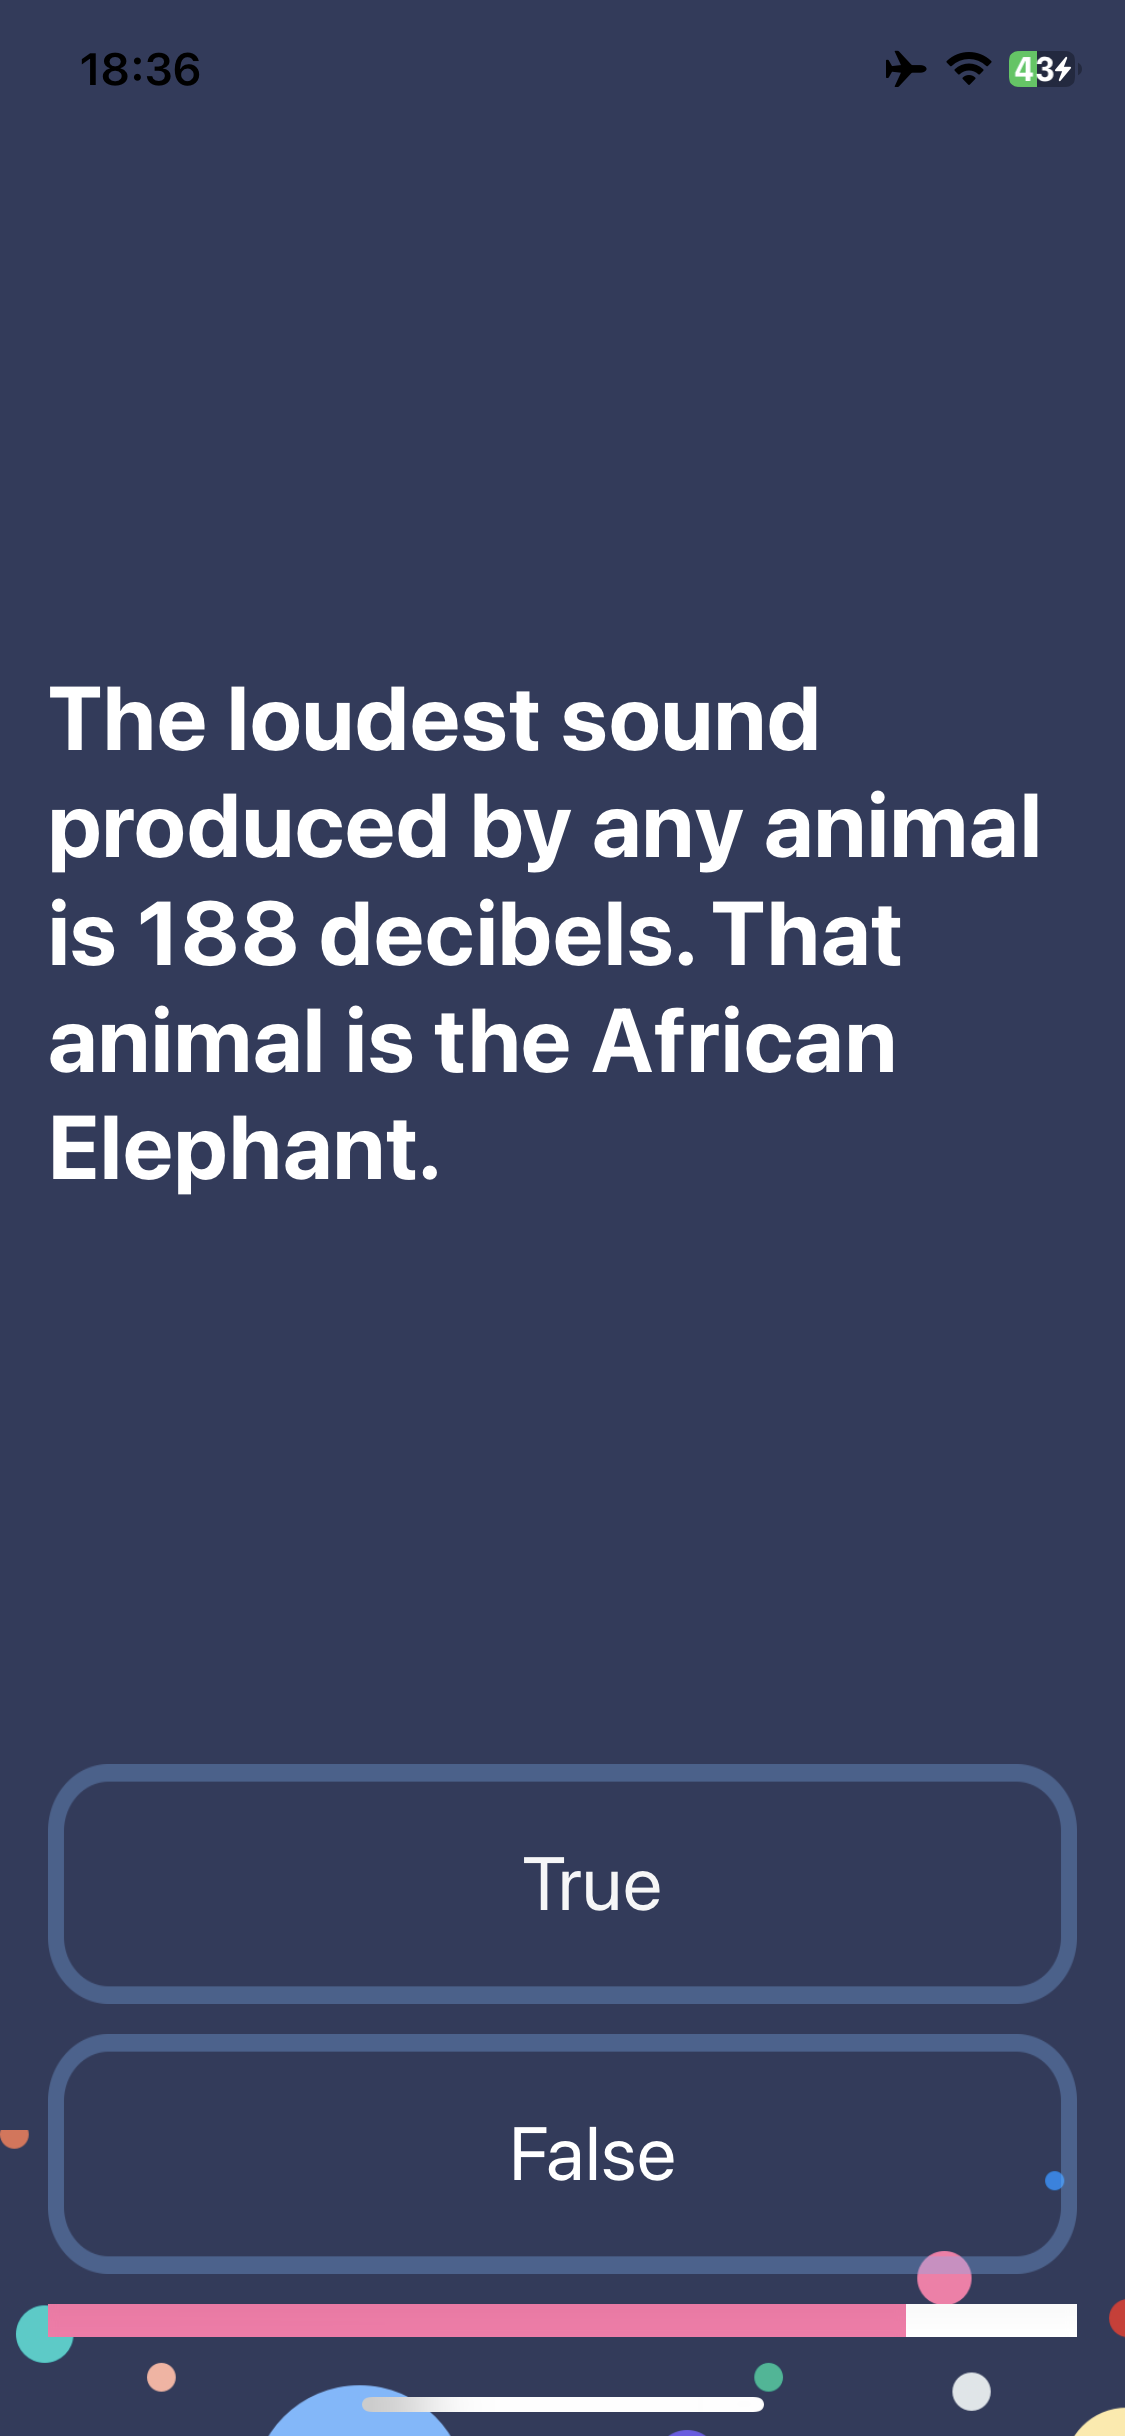 18:36
43
The loudest sound
produced by any animal
is 188 decibels. That
animal is the African
Elephant.
True
False